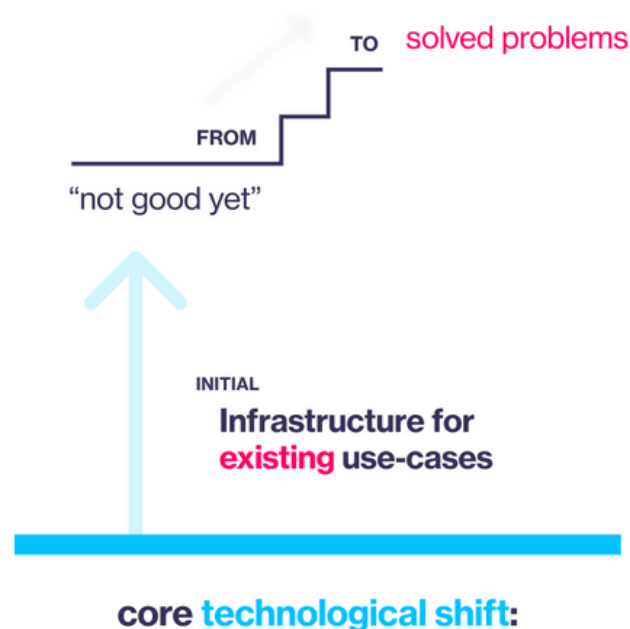 TO solved problems
FROM
“not good yet”
INITIAL
Infrastructure for
existing use-cases
core technological shift: